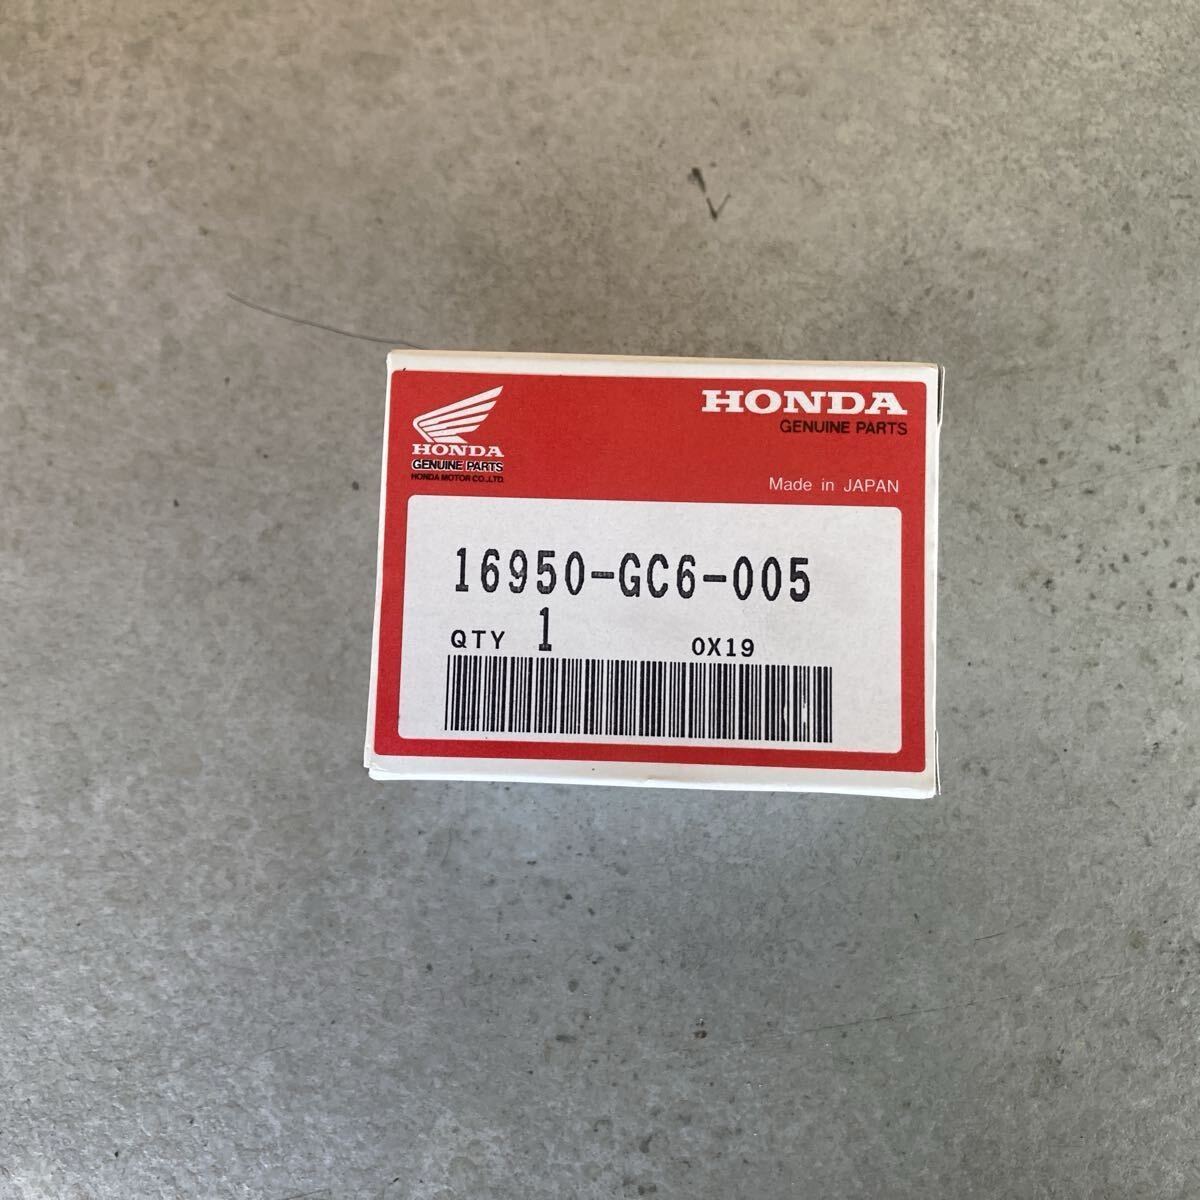 HONDA
GENUINE PARTS
HONDA MOTOR CO.,LTD.
HONDA
GENUINE PARTS
Made in JAPAN
16950-GC6-005
QTY 1 0X19